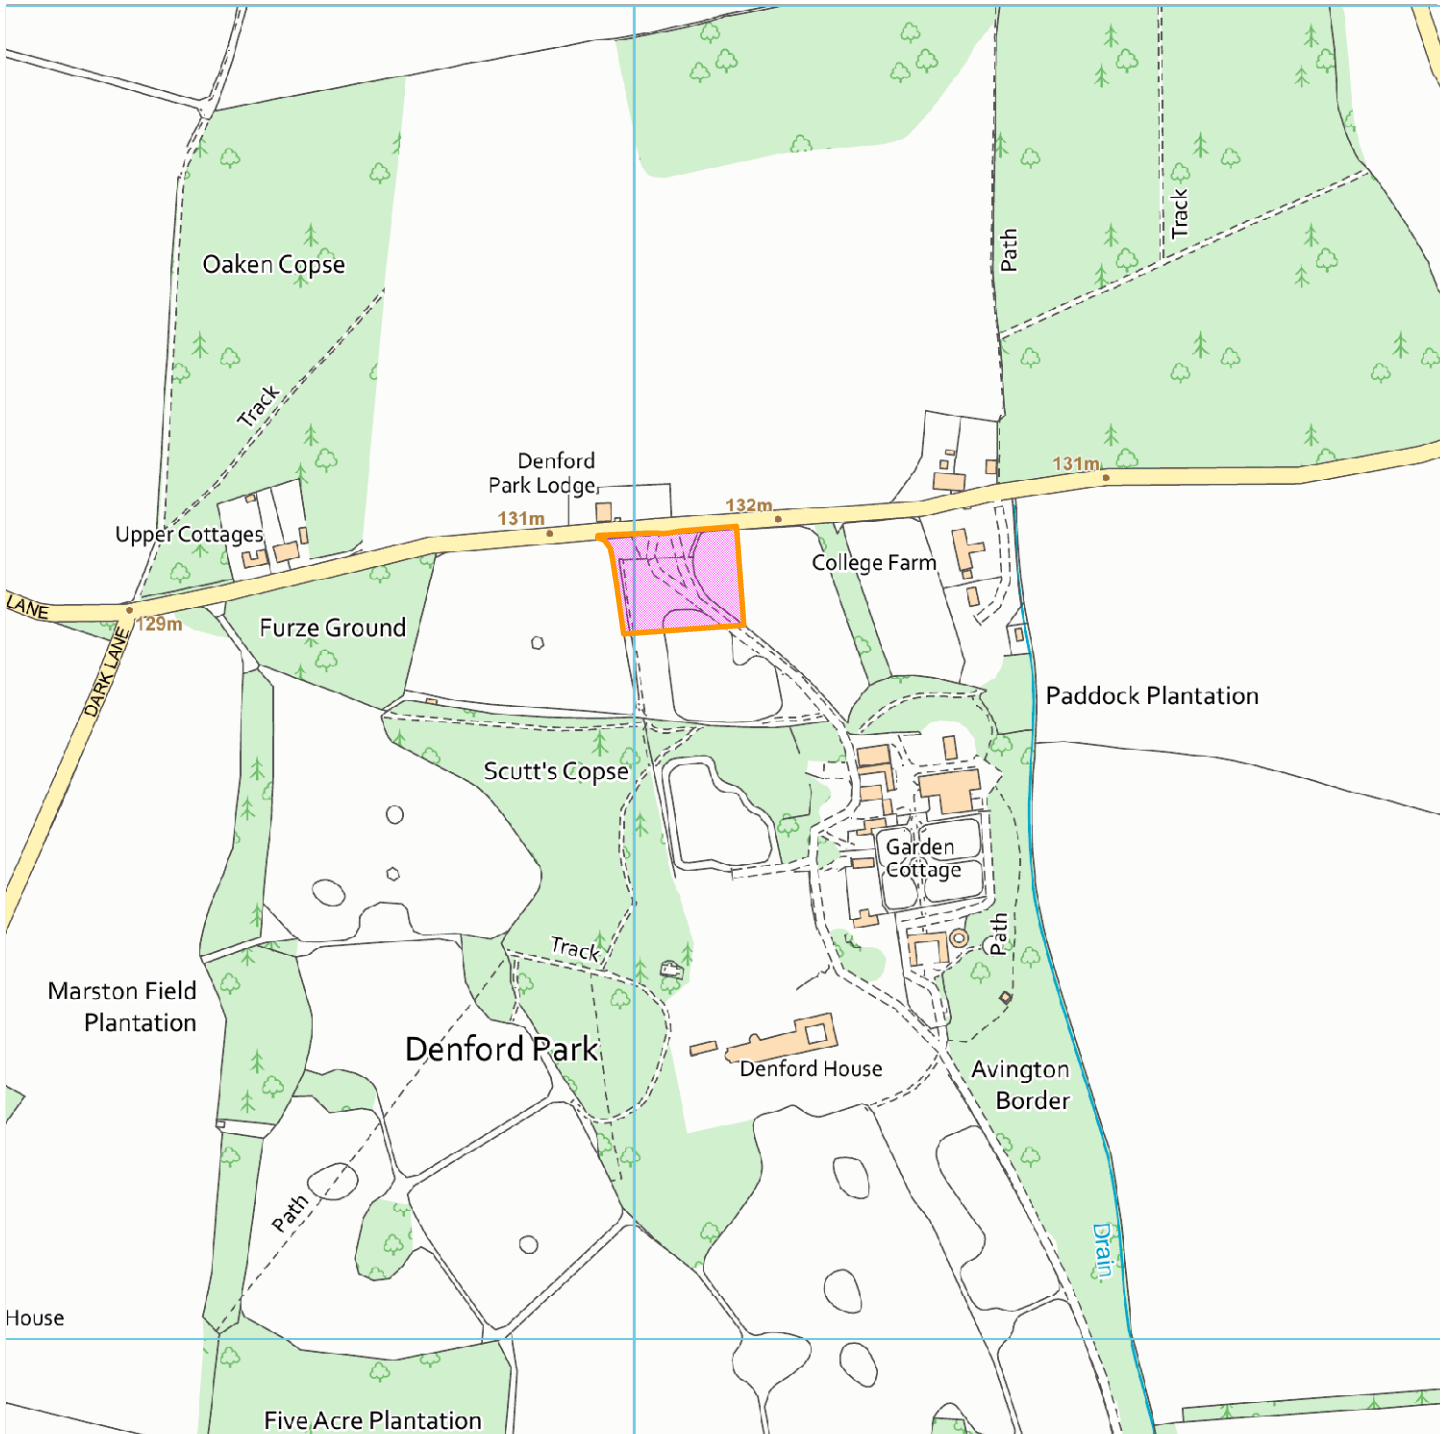 Path
Track
Oaken Copse
Track
Denford
Park Lodge
131m
132m
131m
Upper Cottages
College Farm
LANE
129m
Furze Ground
DARK LANE
Paddock Plantation
Scutt's Copse
Garden
Cottage
Path
Track
Marston Field
Plantation
Denford Park
Denford House
Avington
Border
Path
Drain
House
Five Acre Plantation